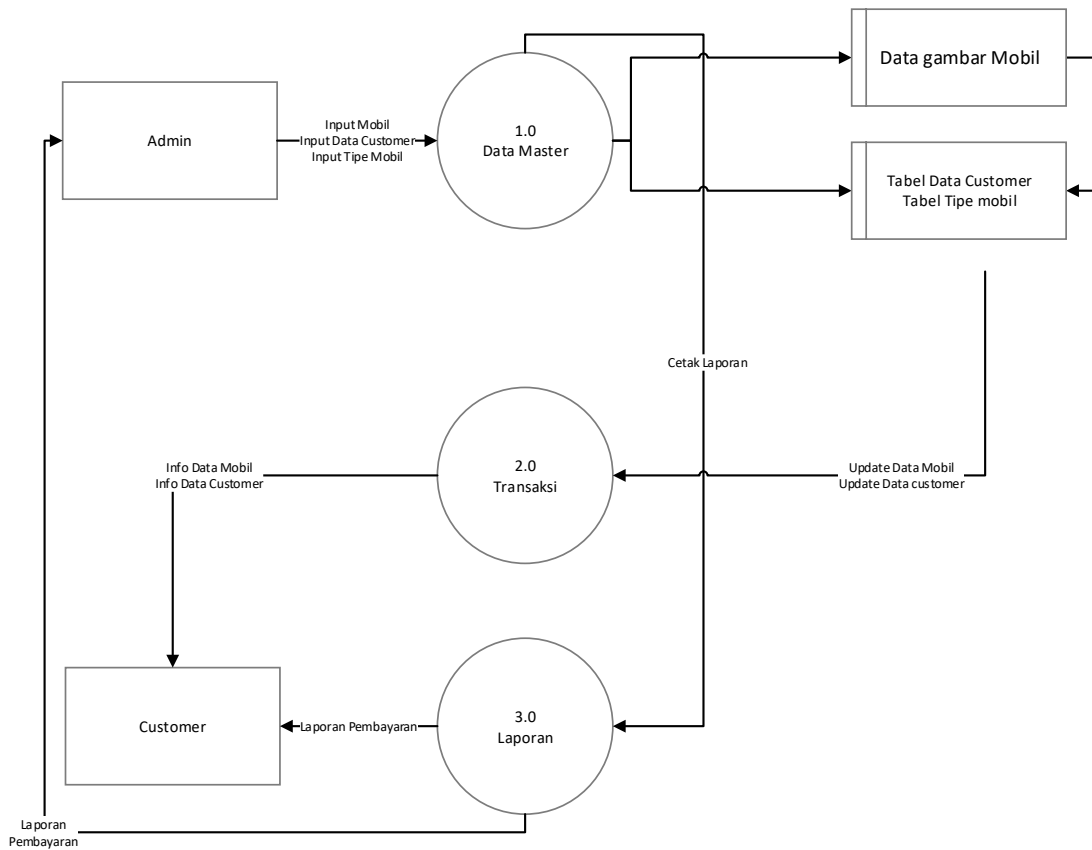 Data gambar Mobil
Admin
Input Mobil
Input Data Customer
Input Tipe Mobil
1.0
Data Master
Tabel Data Customer
Tabel Tipe mobil
Cetak Laporan
Info Data Mobil
Info Data Customer
2.0
Transaksi
Update Data Mobil
Update Data customer
Customer
Laporan Pembayaran
3.0
Laporan
Laporan
Pembayaran